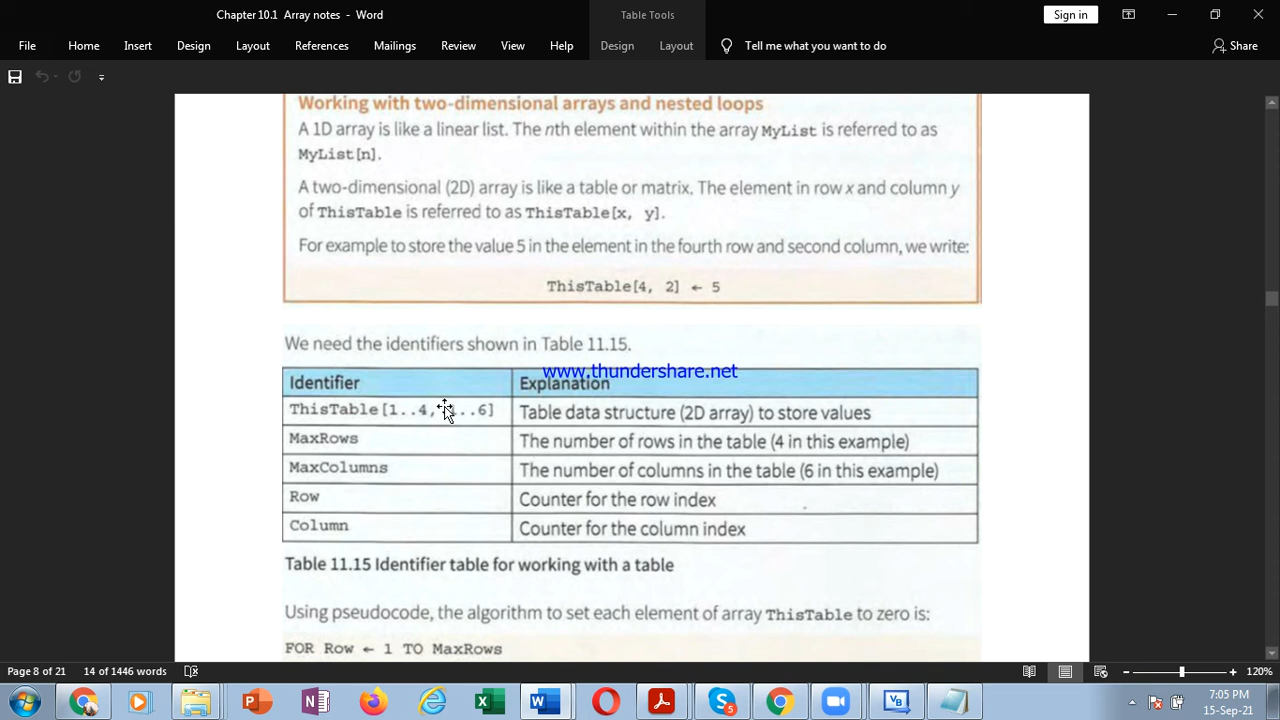 Chapter 10.1 Array notes - Word
Table Tools
Sign in
File Home Insert Design Layout References Mailings Review View Help Design Layout Tell me what you want to do Share
Working with two-dimensional arrays and nested loops
A 1D array is like a linear list. The nth element within the array MyList is referred to as
MyList[n].
A two-dimensional (2D) array is like a table or matrix. The element in row x and column y
of ThisTable is referred to as ThisTable[x, y].
For example to store the value 5 in the element in the fourth row and second column, we write:
ThisTable[4, 2] ← 5
We need the identifiers shown in Table 11.15.
www.thundershare.net
Identifier Explanation
ThisTable[1..4, ..6] Table data structure (2D array) to store values
MaxRows The number of rows in the table (4 in this example)
MaxColumns The number of columns in the table (6 in this example)
Row Counter for the row index
Column Counter for the column index
Table 11.15 Identifier table for working with a table
Using pseudocode, the algorithm to set each element of array ThisTable to zero is:
FOR Row ← 1 TO MaxRows
Page 8 of 21 14 of 1446 words 120%
7:05 PM
15-Sep-21